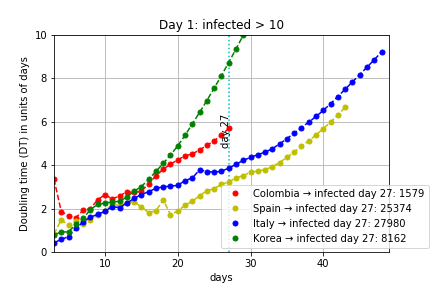 Day 1: infected > 10
Doubling time (DT) in units of days
10
8
6
4
2
0
day 27
Colombia → infected day 27: 1579
Spain → infected day 27: 25374
Italy → infected day 27: 27980
Korea → infected day 27: 8162
10
20
30
40
days